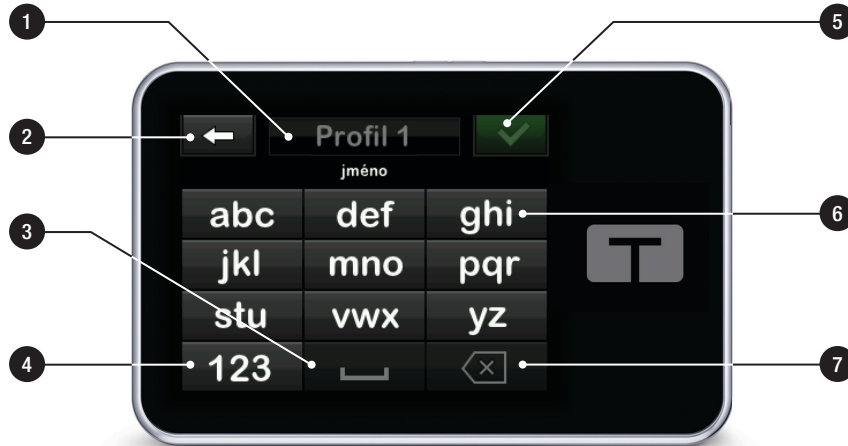 1
5
2
Profil 1
jméno
abc def ghi
6
3
jkl mno pqr
stu vwx yz
4
123
7